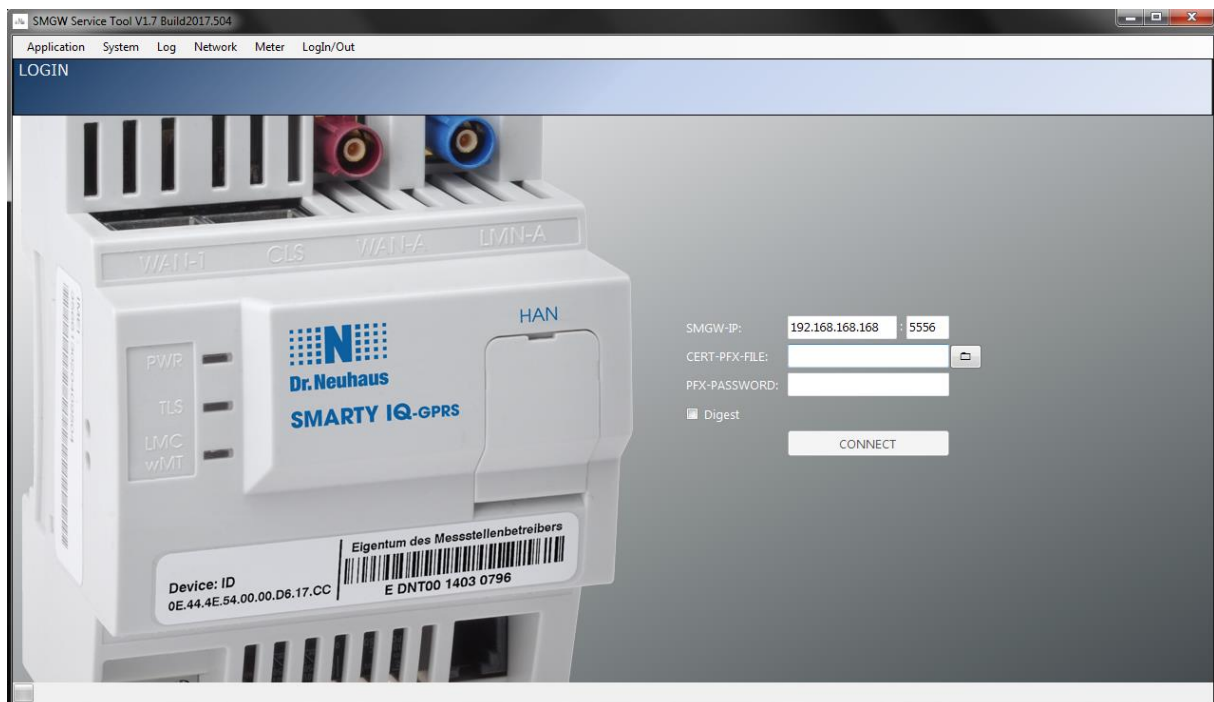 SMGW Service Tool V1.7 Build2017.504
Application System Log Network Meter LogIn/Out
LOGIN
WAN-1 CLS WAN-A LMN-A
HAN
PWR
TLS
LMC
wMT
N
Dr.Neuhaus
SMARTY IQ-GPRS
Eigentum des Messstellenbetreibers
E DNT00 1403 0796
Device: ID
0E.44.4E.54.00.00.D6.17.CC
SMGW-IP: 192.168.168.168 : 5556
CERT-PFX-FILE:
PFX-PASSWORD:
Digest
CONNECT